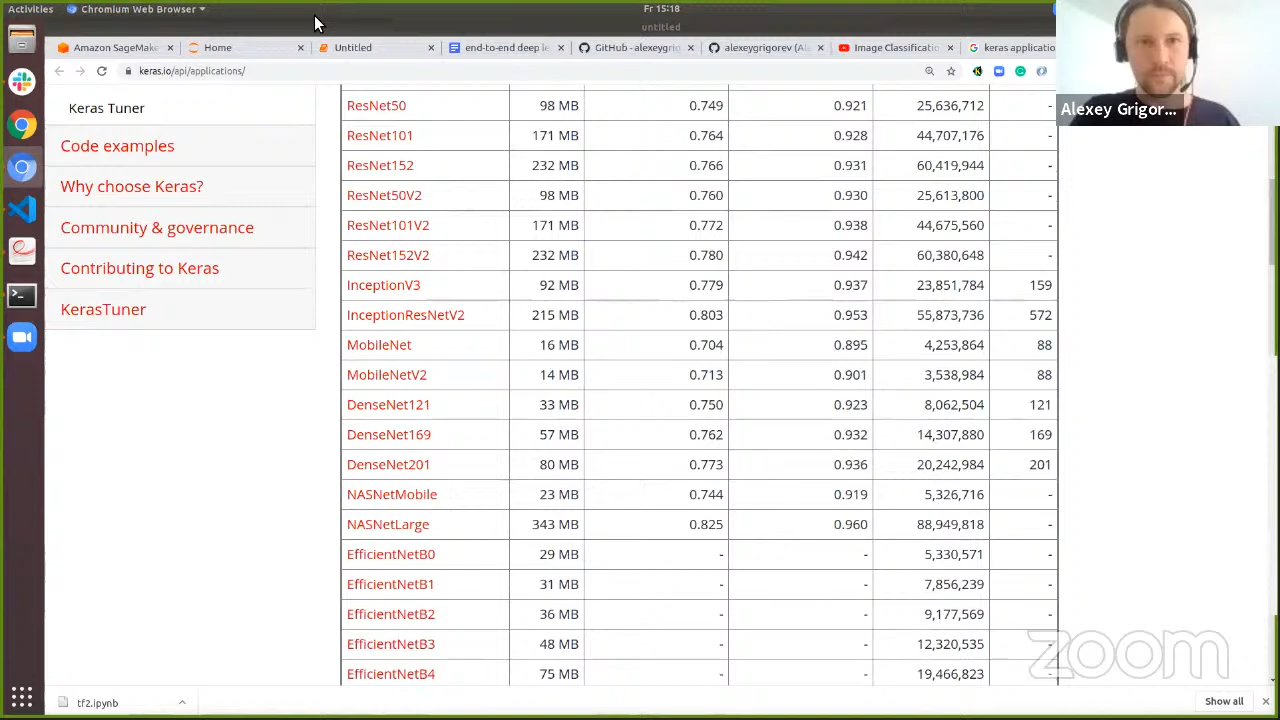 Activities
Chromium Web Browser
Fr 15:18
untitled
Amazon SageMak
Home
Untitled
end-to-end deep le
GitHub - alexeygri
alexeygrigorev (Al
Image Classificati
keras applicatio
keras.io/api/applications/
Alexey Grigor...
Keras Tuner
Code examples
Why choose Keras?
Community & governance
Contributing to Keras
KerasTuner
ResNet50 98 MB 0.749 0.921 25,636,712 -
ResNet101 171 MB 0.764 0.928 44,707,176 -
ResNet152 232 MB 0.766 0.931 60,419,944 -
ResNet50V2 98 MB 0.760 0.930 25,613,800 -
ResNet101V2 171 MB 0.772 0.938 44,675,560 -
ResNet152V2 232 MB 0.780 0.942 60,380,648 -
InceptionV3 92 MB 0.779 0.937 23,851,784 159
InceptionResNetV2 215 MB 0.803 0.953 55,873,736 572
MobileNet 16 MB 0.704 0.895 4,253,864 88
MobileNetV2 14 MB 0.713 0.901 3,538,984 88
DenseNet121 33 MB 0.750 0.923 8,062,504 121
DenseNet169 57 MB 0.762 0.932 14,307,880 169
DenseNet201 80 MB 0.773 0.936 20,242,984 201
NASNetMobile 23 MB 0.744 0.919 5,326,716 -
NASNetLarge 343 MB 0.825 0.960 88,949,818 -
EfficientNetB0 29 MB - - 5,330,571 -
EfficientNetB1 31 MB - - 7,856,239 -
EfficientNetB2 36 MB - - 9,177,569 -
EfficientNetB3 48 MB - - 12,320,535 -
EfficientNetB4 75 MB - - 19,466,823 -
zoom
tf2.ipynb
Show all